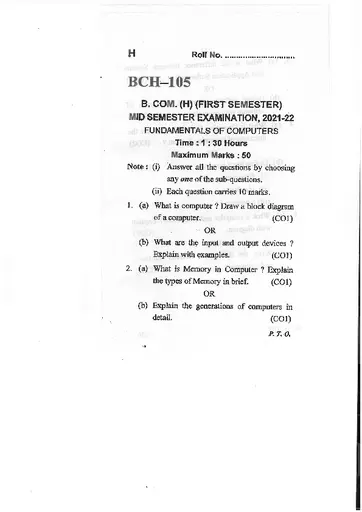 H Roll No. ..............................
BCH–105
B. COM. (H) (FIRST SEMESTER)
MID SEMESTER EXAMINATION, 2021-22
FUNDAMENTALS OF COMPUTERS
Time : 1 : 30 Hours
Maximum Marks : 50
Note : (i) Answer all the questions by choosing
any one of the sub-questions.
(ii) Each question carries 10 marks.
1. (a) What is computer ? Draw a block diagram
of a computer. (CO1)
OR
(b) What are the input and output devices ?
Explain with examples. (CO1)
2. (a) What is Memory in Computer ? Explain
the types of Memory in brief. (CO1)
OR
(b) Explain the generations of computers in
detail. (CO1)
P. T. O.